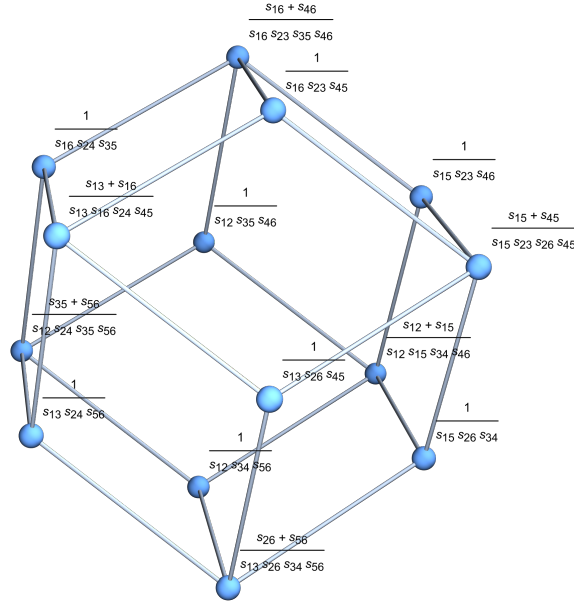 s16 + s46
s16 s23 s35 s46
1
s16 s23 s45
1
s16 s24 s35
1
s15 s23 s46
s13 + s16
s13 s16 s24 s45
1
s12 s35 s46
s15 + s45
s15 s23 s26 s45
s35 + s56
s12 s24 s35 s56
s12 + s15
s12 s15 s34 s46
1
s13 s26 s45
1
s13 s24 s56
1
s15 s26 s34
1
s12 s34 s56
s26 + s56
s13 s26 s34 s56